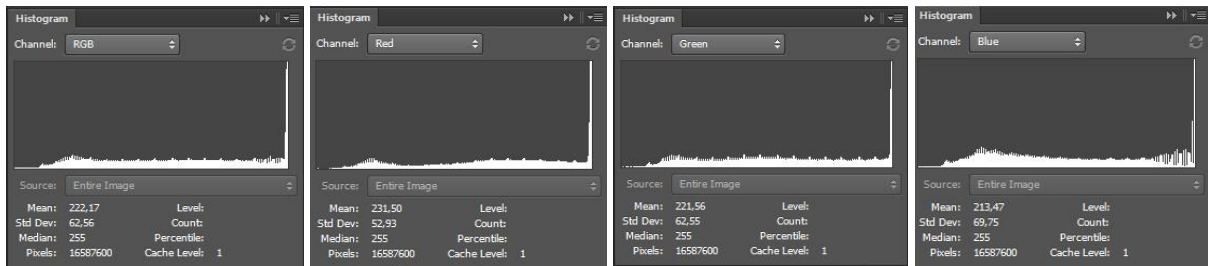 Histogram
Channel: RGB
Source: Entire Image
Mean: 222,17 Level:
Std Dev: 62,56 Count:
Median: 255 Percentile:
Pixels: 16587600 Cache Level: 1
Histogram
Channel: Red
Source: Entire Image
Mean: 231,50 Level:
Std Dev: 52,93 Count:
Median: 255 Percentile:
Pixels: 16587600 Cache Level: 1
Histogram
Channel: Green
Source: Entire Image
Mean: 221,56 Level:
Std Dev: 62,55 Count:
Median: 255 Percentile:
Pixels: 16587600 Cache Level: 1
Histogram
Channel: Blue
Source: Entire Image
Mean: 213,47 Level:
Std Dev: 69,75 Count:
Median: 255 Percentile:
Pixels: 16587600 Cache Level: 1